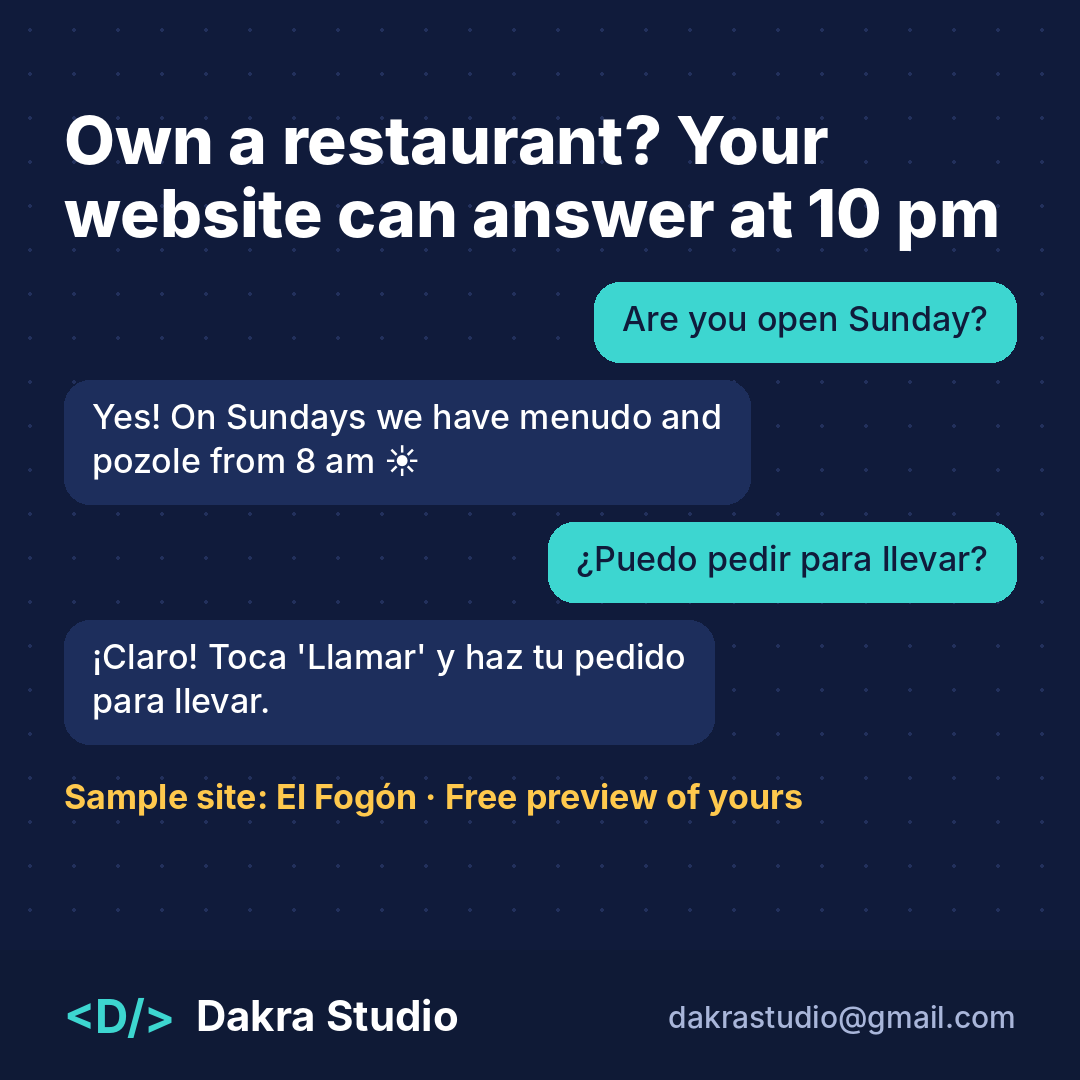 Own a restaurant? Your
website can answer at 10 pm
Are you open Sunday?
Yes! On Sundays we have menudo and
pozole from 8 am ☀
¿Puedo pedir para llevar?
¡Claro! Toca 'Llamar' y haz tu pedido
para llevar.
Sample site: El Fogón · Free preview of yours
<D/> Dakra Studio
dakrastudio@gmail.com